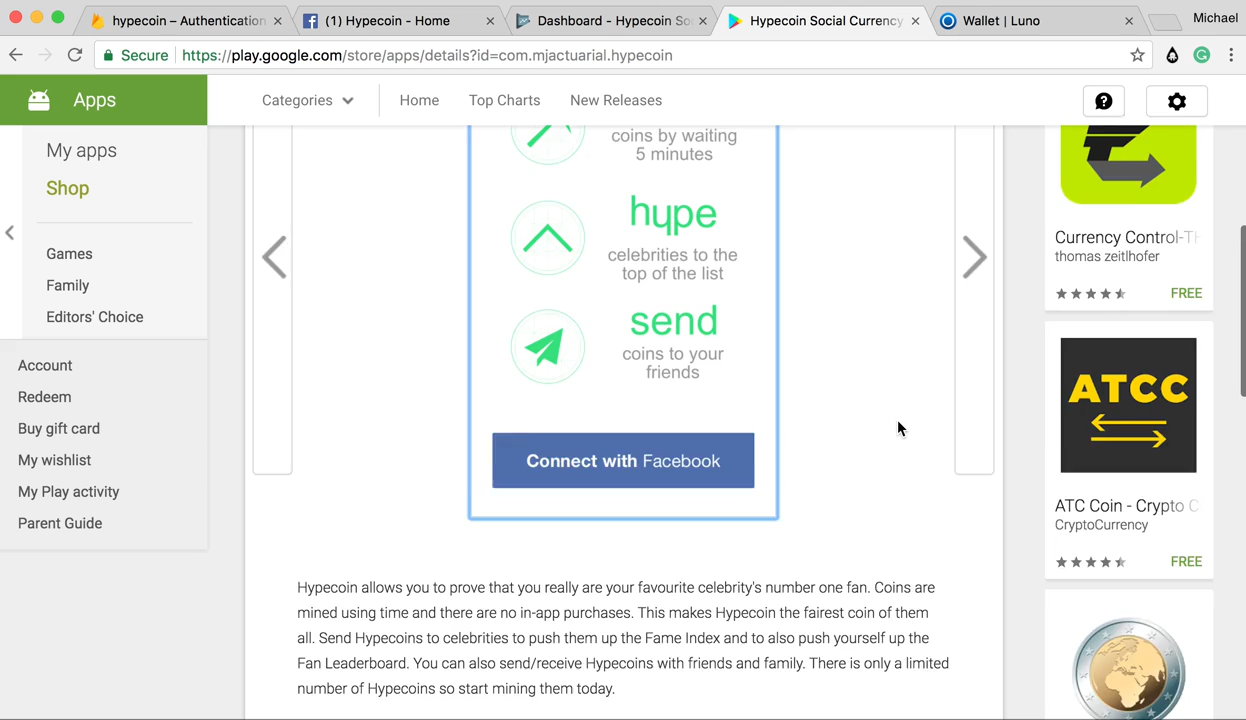 hypecoin – Authentication
(1) Hypecoin - Home
Dashboard - Hypecoin So
Hypecoin Social Currency
Wallet | Luno
Michael
Secure
https://play.google.com/store/apps/details?id=com.mjactuarial.hypecoin
Apps
Categories
Home
Top Charts
New Releases
My apps
Shop
Games
Family
Editors' Choice
Account
Redeem
Buy gift card
My wishlist
My Play activity
Parent Guide
coins by waiting
5 minutes
hype
celebrities to the
top of the list
send
coins to your
friends
Connect with Facebook
Hypecoin allows you to prove that you really are your favourite celebrity's number one fan. Coins are
mined using time and there are no in-app purchases. This makes Hypecoin the fairest coin of them
all. Send Hypecoins to celebrities to push them up the Fame Index and to also push yourself up the
Fan Leaderboard. You can also send/receive Hypecoins with friends and family. There is only a limited
number of Hypecoins so start mining them today.
Currency Control-TH
thomas zeitlhofer
FREE
ATCC
ATC Coin - Crypto C
CryptoCurrency
FREE